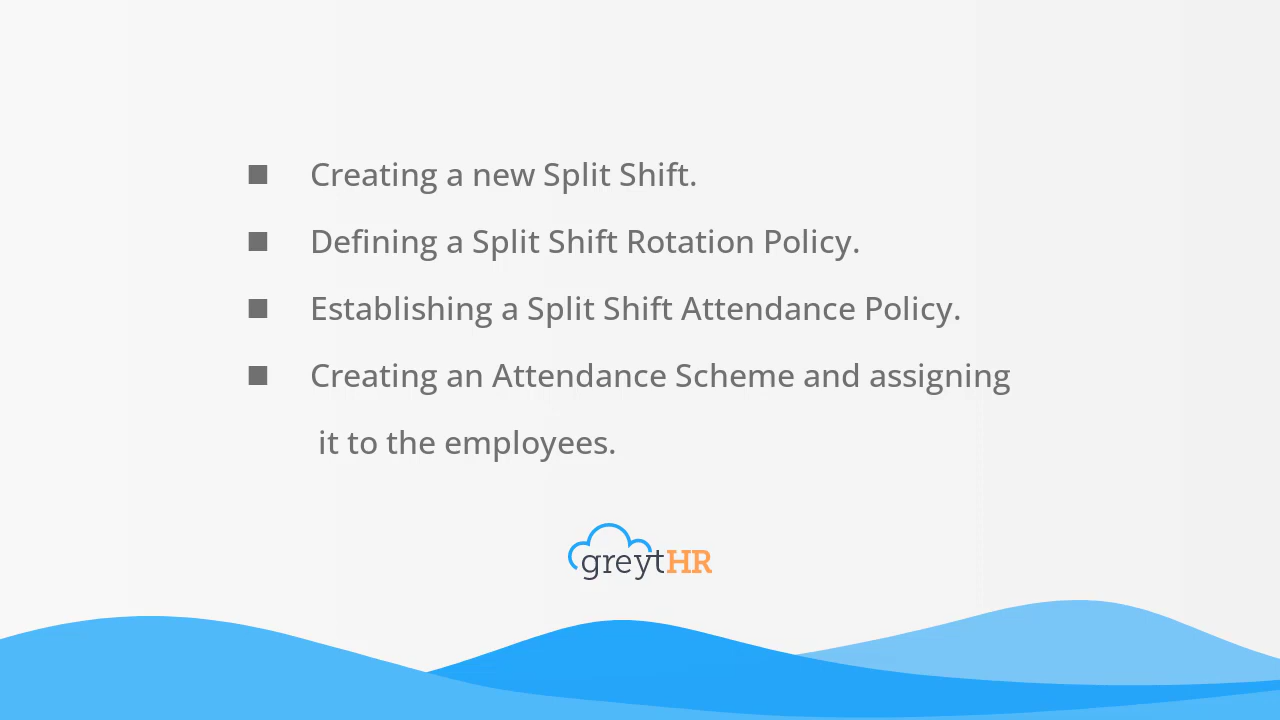 ■ Creating a new Split Shift.
■ Defining a Split Shift Rotation Policy.
■ Establishing a Split Shift Attendance Policy.
■ Creating an Attendance Scheme and assigning
it to the employees.
greytHR